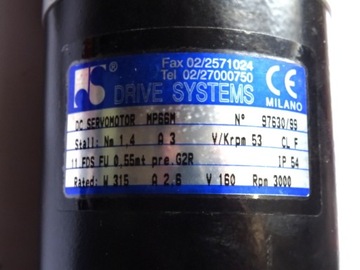 Fax 02/2571024
Tel 02/27000750
CE
DRIVE SYSTEMS
MILANO
DC SERVOMOTOR MP66M N° 97630/99
Stall: Nm 1,4 A 3 V/Krpm 53 CL F
11 FDS FU 0,55mt pre.G2R IP 54
Rated: W 315 A 2,6 V 160 Rpm 3000